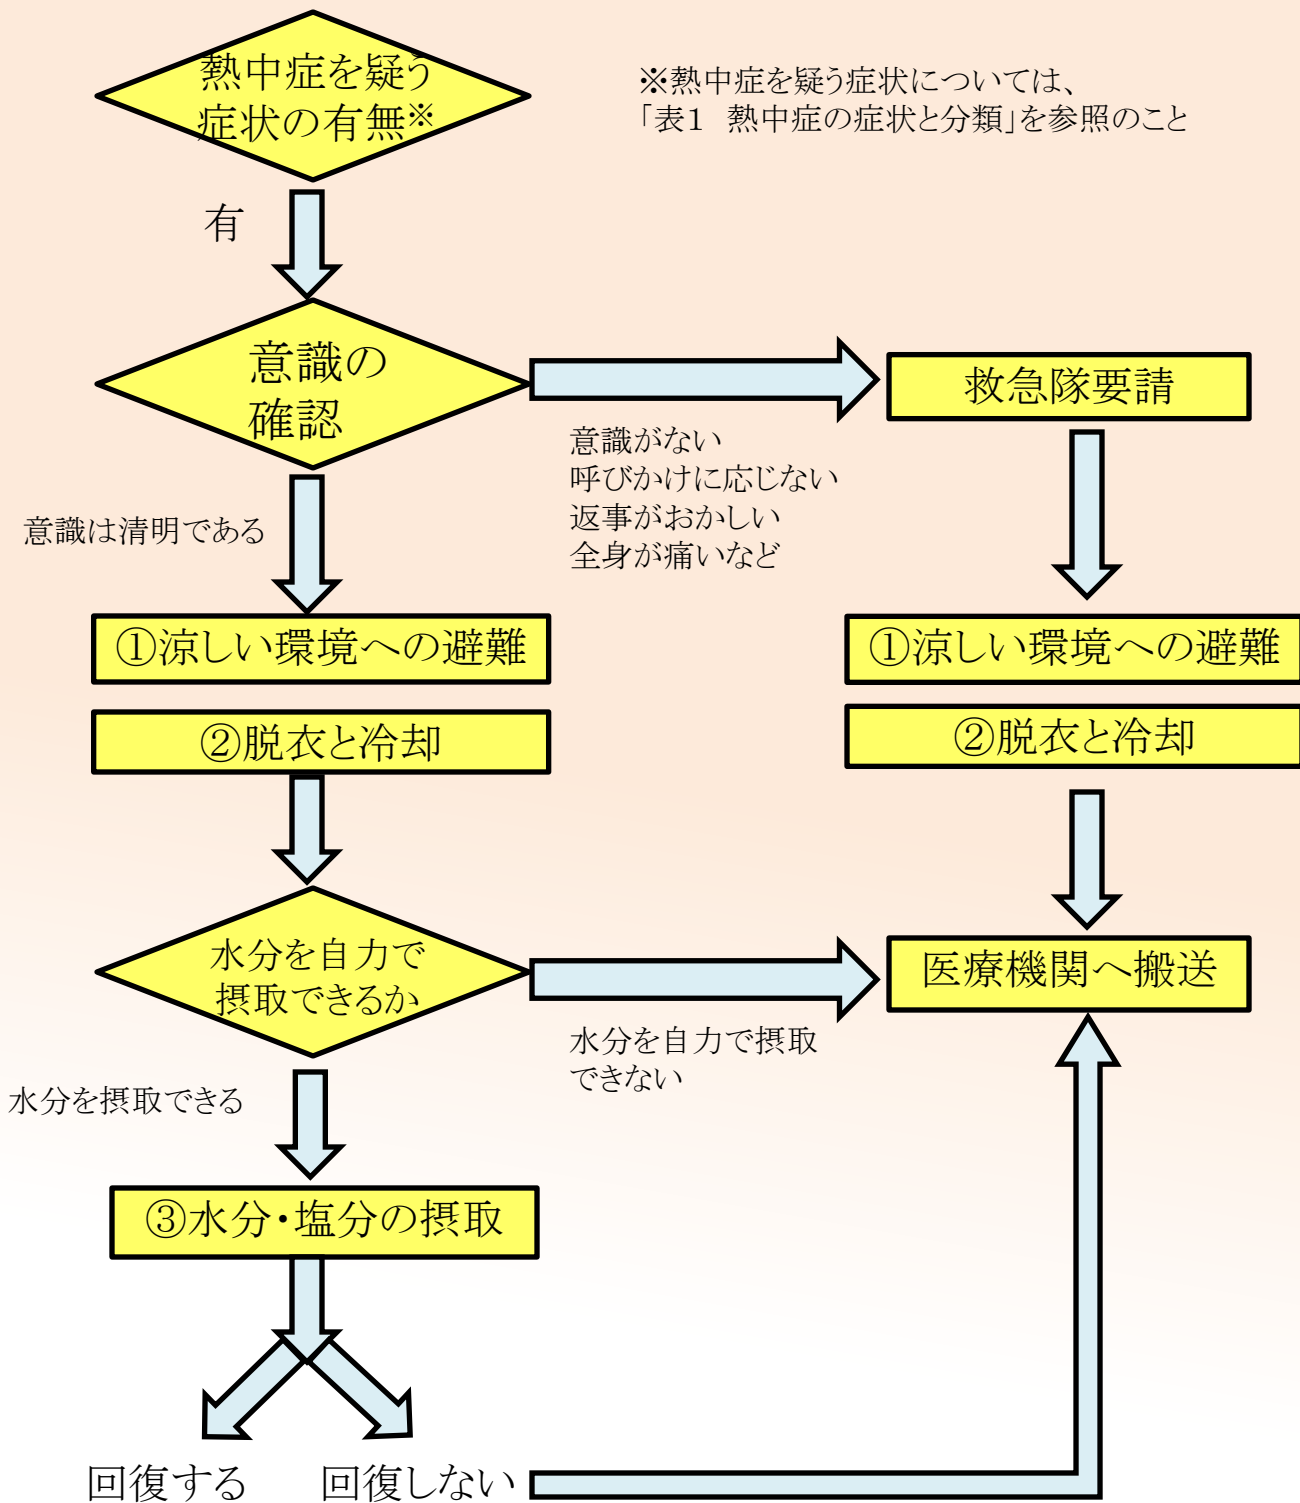 熱中症を疑う
症状の有無※
※熱中症を疑う症状については、
「表1　熱中症の症状と分類」を参照のこと
有
意識の
確認
救急隊要請
意識がない
呼びかけに応じない
返事がおかしい
全身が痛いなど
意識は清明である
①涼しい環境への避難
①涼しい環境への避難
②脱衣と冷却
②脱衣と冷却
水分を自力で
摂取できるか
医療機関へ搬送
水分を自力で摂取
できない
水分を摂取できる
③水分・塩分の摂取
回復する
回復しない